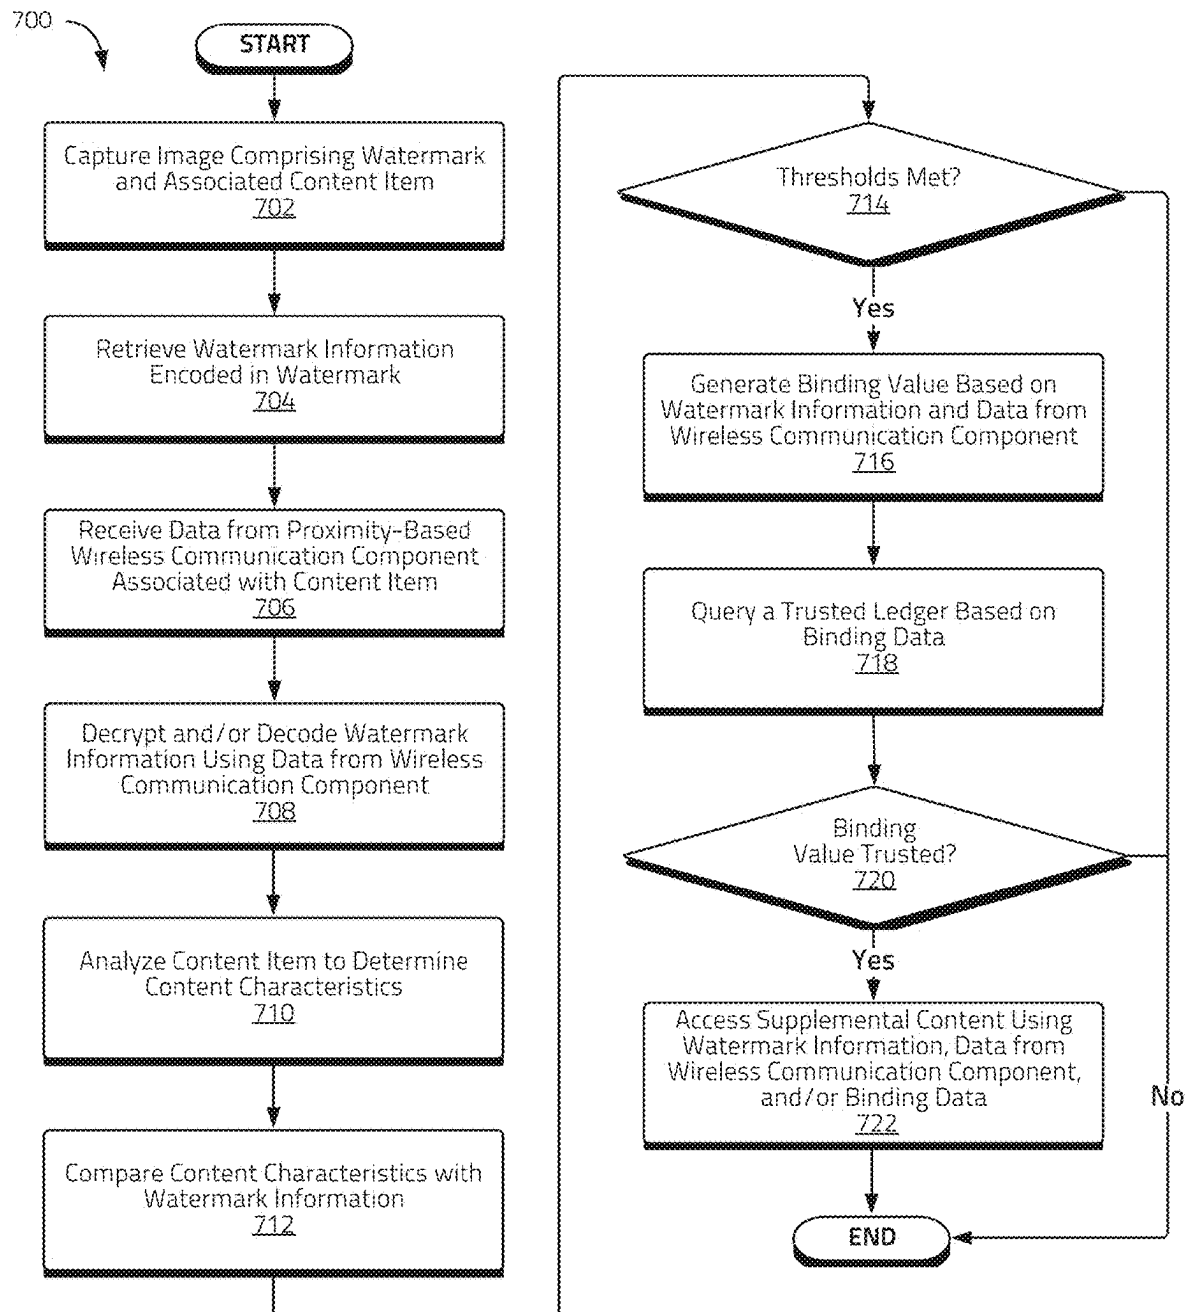 700
START
Capture Image Comprising Watermark
and Associated Content Item
702
Retrieve Watermark Information
Encoded in Watermark
704
Receive Data from Proximity-Based
Wireless Communication Component
Associated with Content Item
706
Decrypt and/or Decode Watermark
Information Using Data from Wireless
Communication Component
708
Analyze Content Item to Determine
Content Characteristics
710
Compare Content Characteristics with
Watermark Information
712
Thresholds Met?
714
Yes
Generate Binding Value Based on
Watermark Information and Data from
Wireless Communication Component
716
Query a Trusted Ledger Based on
Binding Data
718
Binding
Value Trusted?
720
Yes
Access Supplemental Content Using
Watermark Information, Data from
Wireless Communication Component,
and/or Binding Data
722
No
END